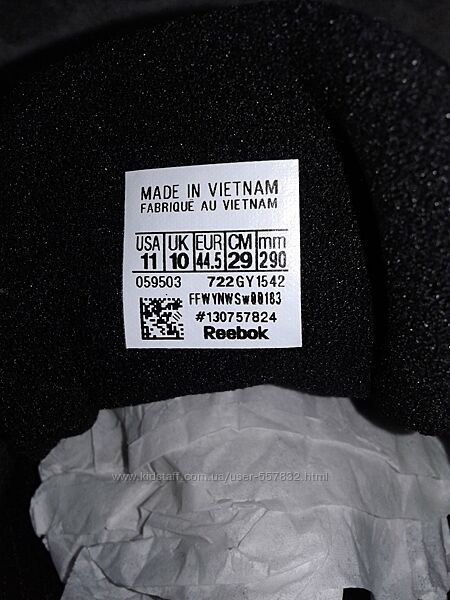 MADE IN VIETNAM
FABRIQUÉ AU VIETNAM
USA UK EUR CM mm
11 10 44.5 29 290
059503 722GY1542
FFWYNWSw00183
#130757824
Reebok
www.kidstaff.com.ua/user-557832.html